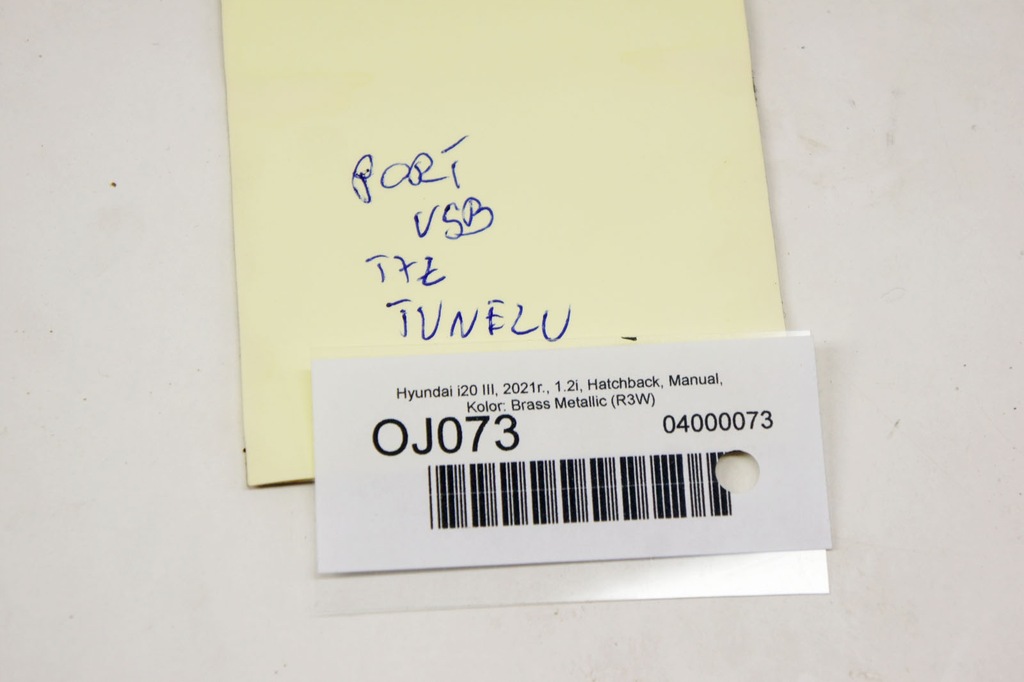 PORT
USB
TYŁ
TUNELU
Hyundai i20 III, 2021r., 1.2i, Hatchback, Manual,
Kolor: Brass Metallic (R3W)
OJ073 04000073